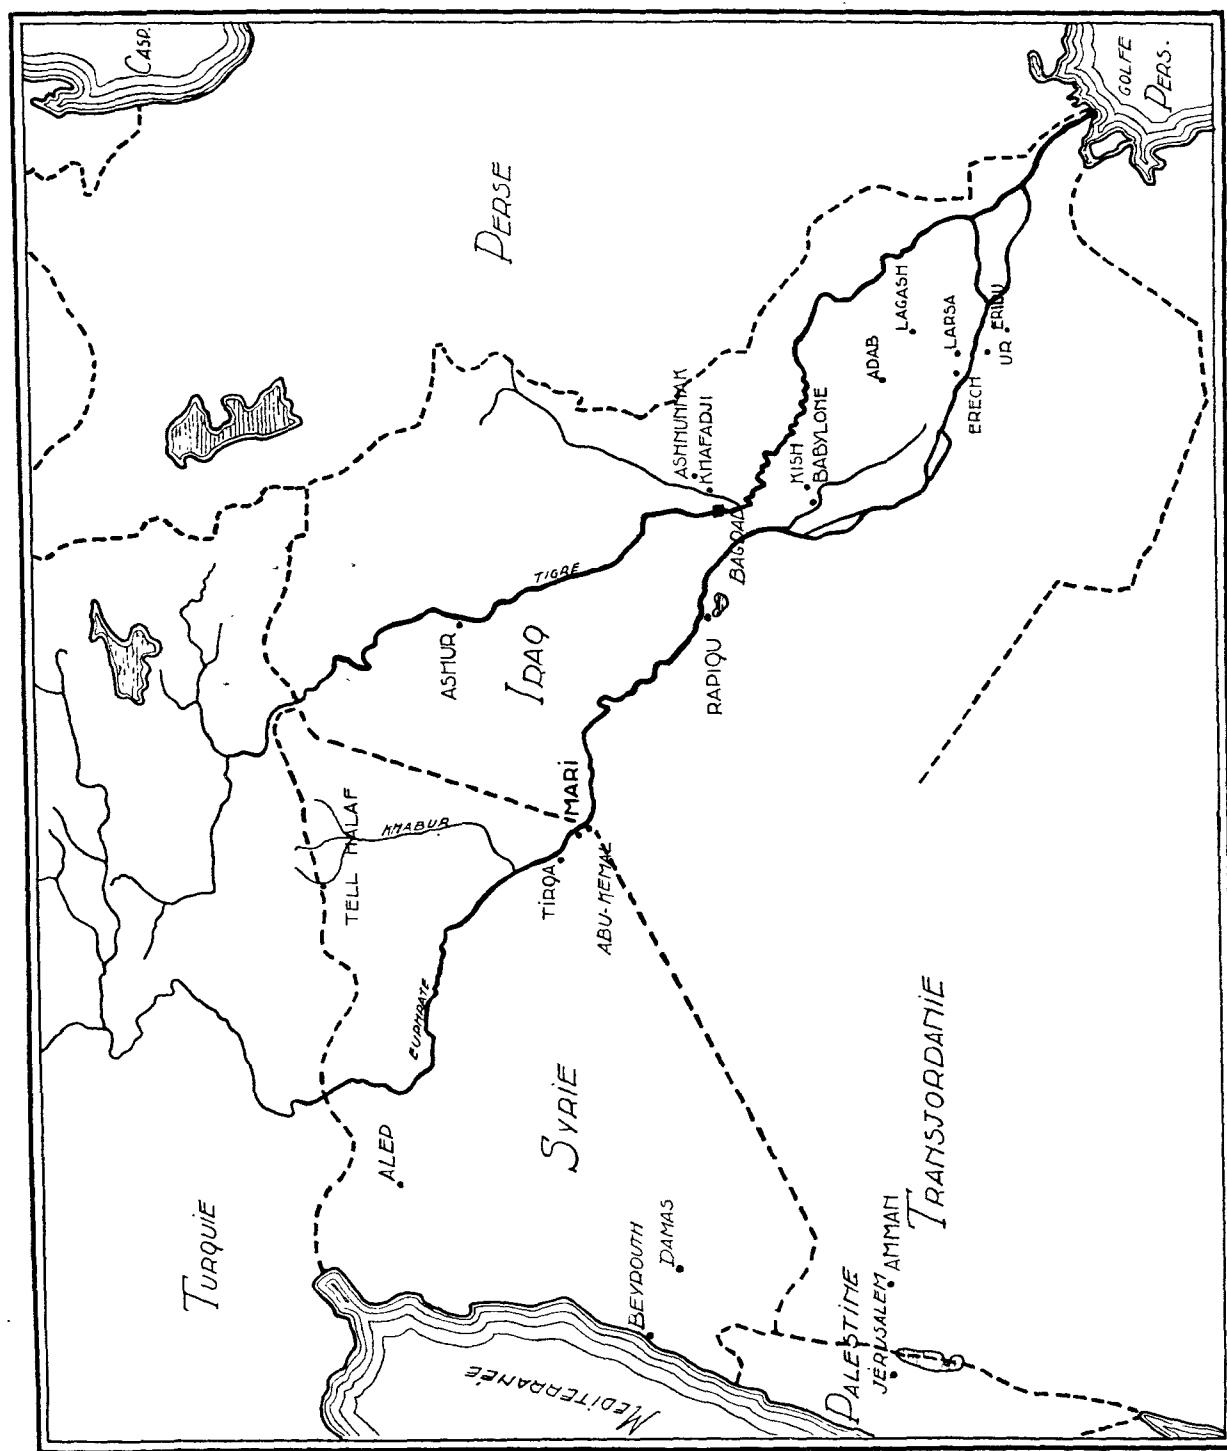 CASP.
TURQUIE
TELL HALAF
ALEP
KHABUR
EUPHRATE
ASHUR
PERSE
TIGRE
IRAQ
MEDITERRANÉE
TIRQA
SYRIE
MARI
ABU-KEMAL
BEYROUTH
DAMAS
ASHNUNNAK
KHAFADJI
RAPIQU
BAGDAD
KISH
BABYLONE
ADAB
LAGASH
PALESTINE
JÉRUSALEM
AMMAN
TRANSJORDANIE
LARSA
ERECH
ERIDU
UR
GOLFE
PERS.